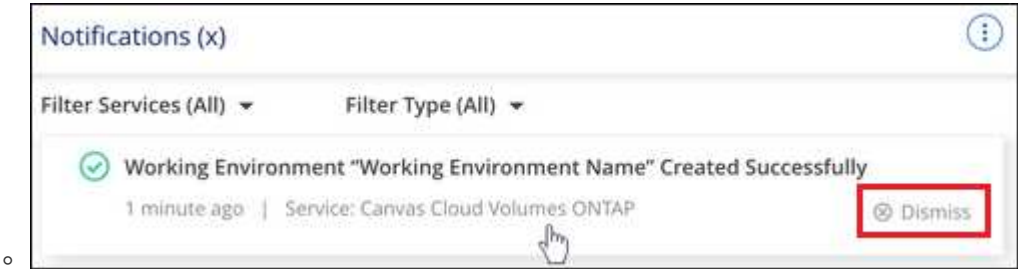 Notifications (x)
Filter Services (All) Filter Type (All)
Working Environment “Working Environment Name” Created Successfully
1 minute ago | Service: Canvas Cloud Volumes ONTAP Dismiss